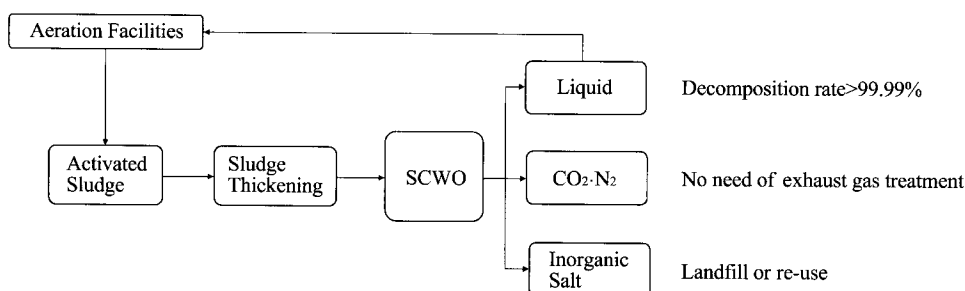 Aeration Facilities
Liquid
Decomposition rate>99.99%
Activated
Sludge
Sludge
Thickening
SCWO
CO₂·N₂
No need of exhaust gas treatment
Inorganic
Salt
Landfill or re-use